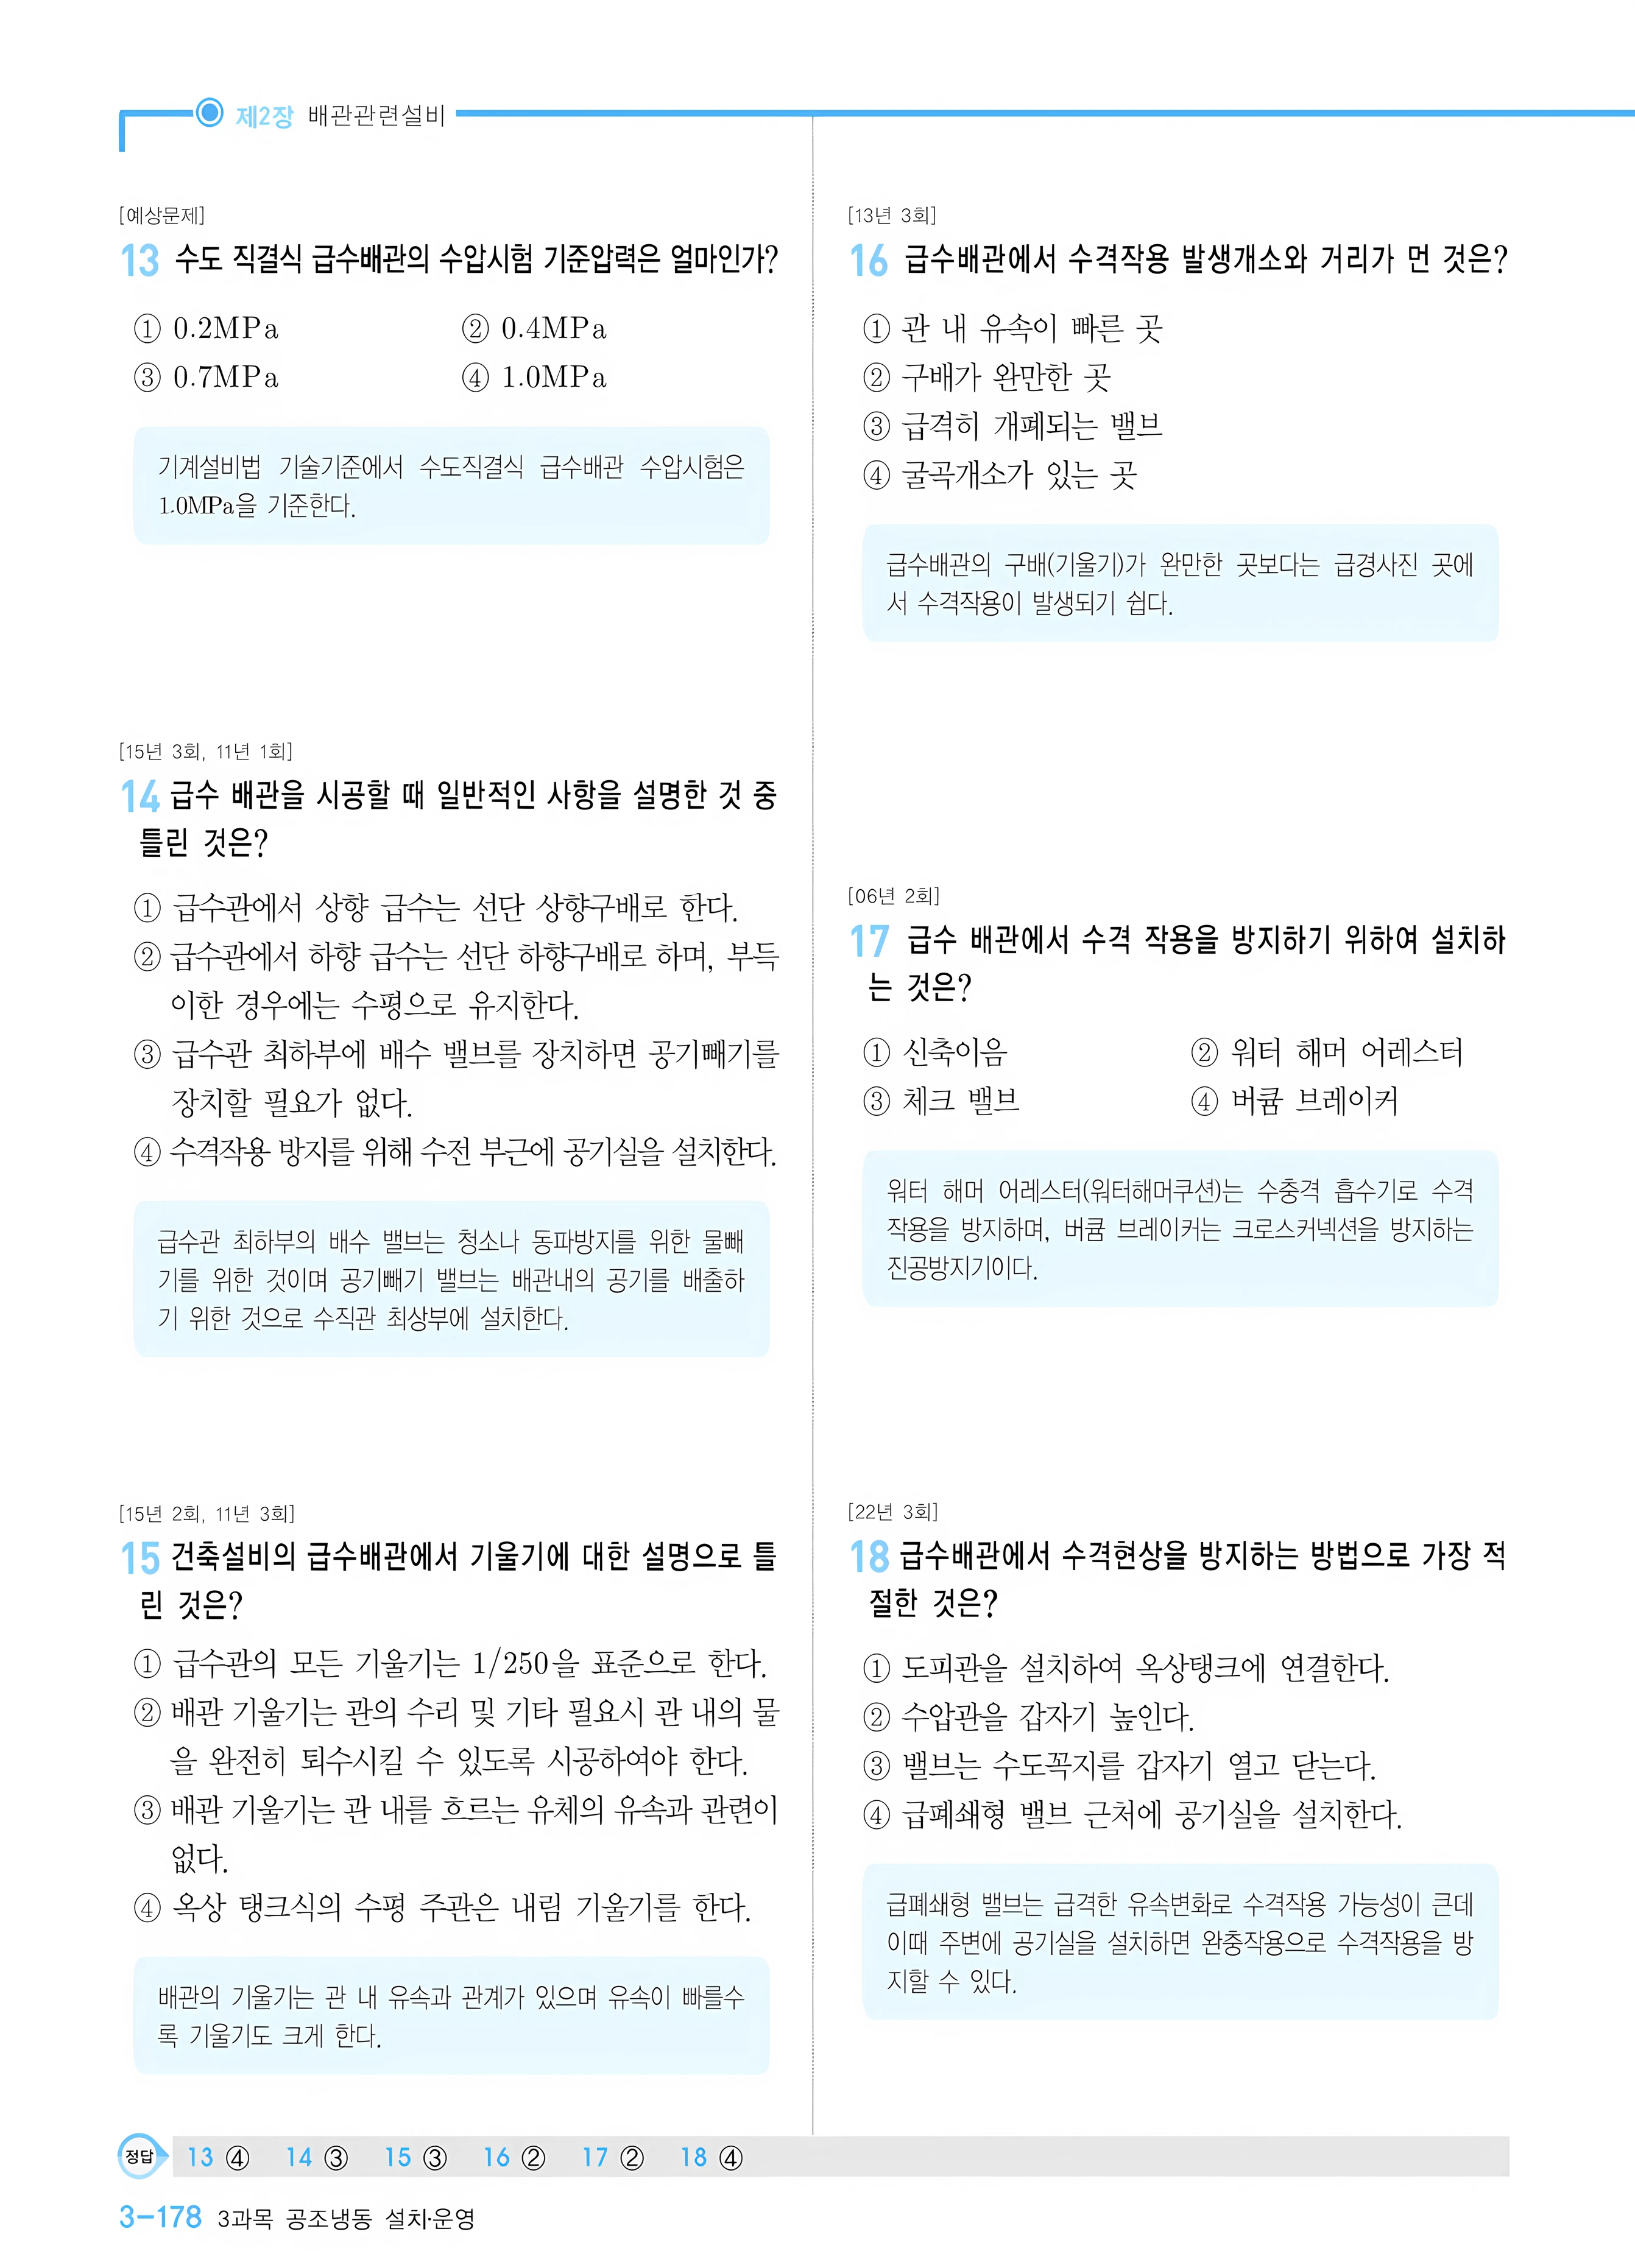 제2장 배관관련설비
[예상문제]
13 수도 직결식 급수배관의 수압시험 기준압력은 얼마인가?
① 0.2MPa ② 0.4MPa
③ 0.7MPa ④ 1.0MPa
기계설비법 기술기준에서 수도직결식 급수배관 수압시험은
1.0MPa을 기준한다.
[15년 3회, 11년 1회]
14 급수 배관을 시공할 때 일반적인 사항을 설명한 것 중
틀린 것은?
① 급수관에서 상향 급수는 선단 상향구배로 한다.
② 급수관에서 하향 급수는 선단 하향구배로 하며, 부득
이한 경우에는 수평으로 유지한다.
③ 급수관 최하부에 배수 밸브를 장치하면 공기빼기를
장치할 필요가 없다.
④ 수격작용 방지를 위해 수전 부근에 공기실을 설치한다.
급수관 최하부의 배수 밸브는 청소나 동파방지를 위한 물빼
기를 위한 것이며 공기빼기 밸브는 배관내의 공기를 배출하
기 위한 것으로 수직관 최상부에 설치한다.
[15년 2회, 11년 3회]
15 건축설비의 급수배관에서 기울기에 대한 설명으로 틀
린 것은?
① 급수관의 모든 기울기는 1/250을 표준으로 한다.
② 배관 기울기는 관의 수리 및 기타 필요시 관 내의 물
을 완전히 퇴수시킬 수 있도록 시공하여야 한다.
③ 배관 기울기는 관 내를 흐르는 유체의 유속과 관련이
없다.
④ 옥상 탱크식의 수평 주관은 내림 기울기를 한다.
배관의 기울기는 관 내 유속과 관계가 있으며 유속이 빠를수
록 기울기도 크게 한다.
[13년 3회]
16 급수배관에서 수격작용 발생개소와 거리가 먼 것은?
① 관 내 유속이 빠른 곳
② 구배가 완만한 곳
③ 급격히 개폐되는 밸브
④ 굴곡개소가 있는 곳
급수배관의 구배(기울기)가 완만한 곳보다는 급경사진 곳에
서 수격작용이 발생되기 쉽다.
[06년 2회]
17 급수 배관에서 수격 작용을 방지하기 위하여 설치하
는 것은?
① 신축이음 ② 워터 해머 어레스터
③ 체크 밸브 ④ 버큠 브레이커
워터 해머 어레스터(워터해머쿠션)는 수충격 흡수기로 수격
작용을 방지하며, 버큠 브레이커는 크로스커넥션을 방지하는
진공방지기이다.
[22년 3회]
18 급수배관에서 수격현상을 방지하는 방법으로 가장 적
절한 것은?
① 도피관을 설치하여 옥상탱크에 연결한다.
② 수압관을 갑자기 높인다.
③ 밸브는 수도꼭지를 갑자기 열고 닫는다.
④ 급폐쇄형 밸브 근처에 공기실을 설치한다.
급폐쇄형 밸브는 급격한 유속변화로 수격작용 가능성이 큰데
이때 주변에 공기실을 설치하면 완충작용으로 수격작용을 방
지할 수 있다.
정답 13 ④ 14 ③ 15 ③ 16 ② 17 ② 18 ④
3-178 3과목 공조냉동 설치·운영